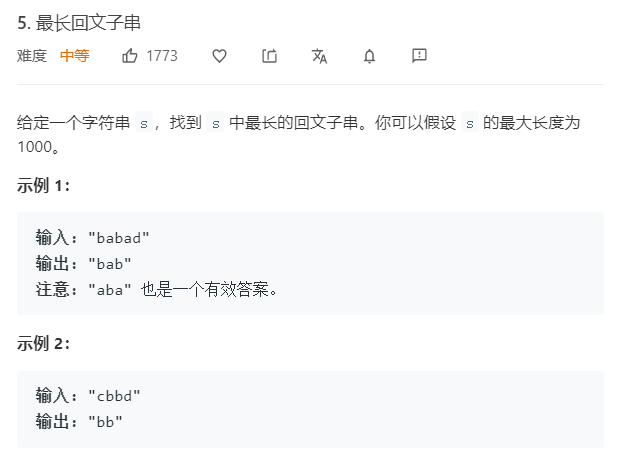 5. 最长回文子串
难度 中等 1773
给定一个字符串 s，找到 s 中最长的回文子串。你可以假设 s 的最大长度为
1000。
示例 1：
输入: "babad"
输出: "bab"
注意: "aba" 也是一个有效答案。
示例 2：
输入: "cbbd"
输出: "bb"